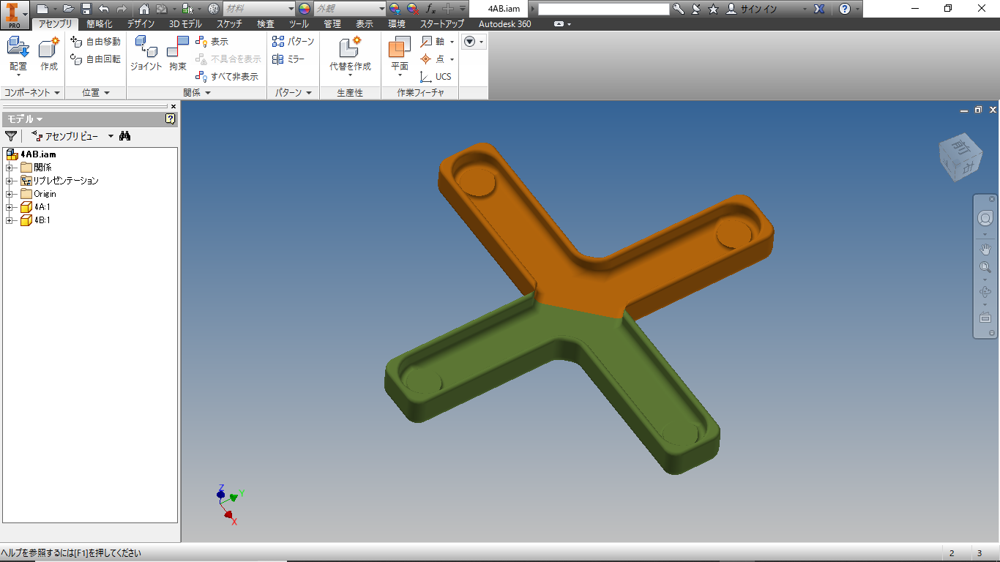 PRO
材料
外観
4AB.iam
サイン イン
アセンブリ 簡略化 デザイン 3D モデル スケッチ 検査 ツール 管理 表示 環境 スタートアップ Autodesk 360
配置
作成
自由移動
自由回転
ジョイント
拘束
表示
不具合を表示
すべて非表示
パターン
ミラー
代替を作成
平面
軸
点
UCS
コンポーネント
位置
関係
パターン
生産性
作業フィーチャ
モデル
アセンブリ ビュー
4AB.iam
関係
リプレゼンテーション
Origin
4A:1
4B:1
前
右
Z
Y
X
ヘルプを参照するには[F1]を押してください
2
3